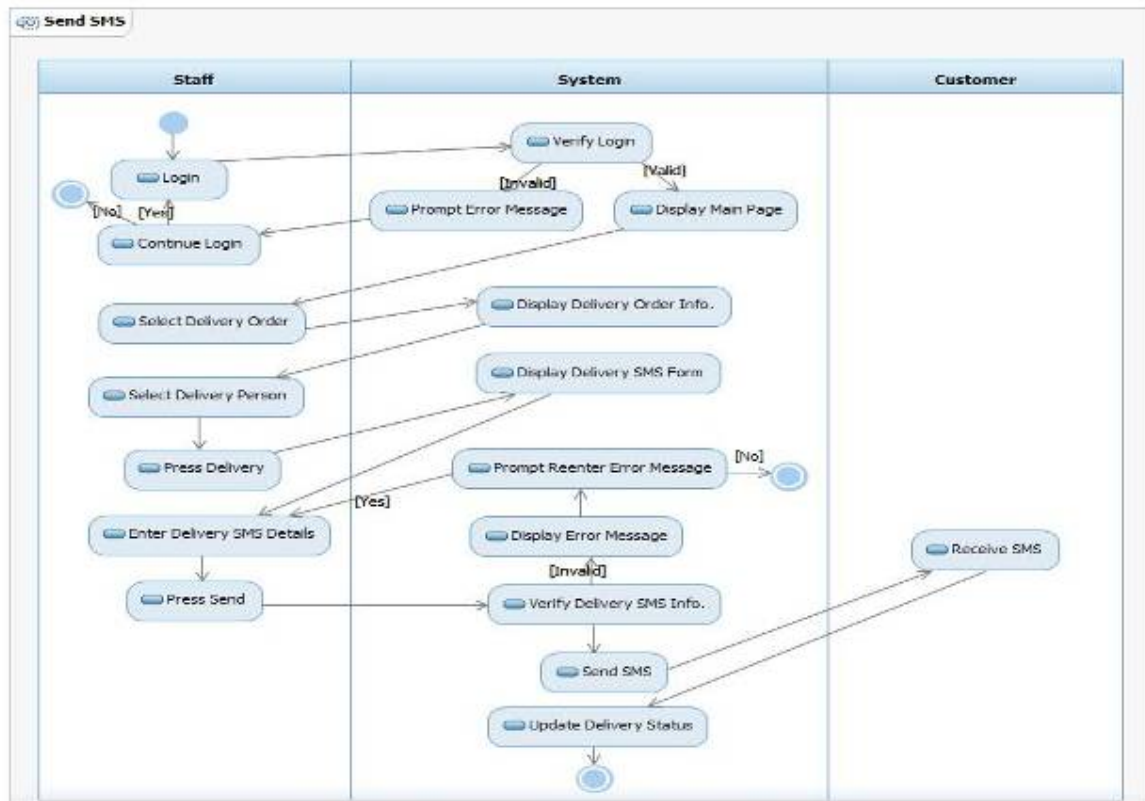 Send SMS
Staff
System
Customer
Verify Login
Login
[Invalid]
[Valid]
[No]
[Yes]
Prompt Error Message
Display Main Page
Continue Login
Select Delivery Order
Display Delivery Order Info.
Display Delivery SMS Form
Select Delivery Person
Press Delivery
Prompt Reenter Error Message
[No]
[Yes]
Enter Delivery SMS Details
Display Error Message
Receive SMS
[Invalid]
Press Send
Verify Delivery SMS Info.
Send SMS
Update Delivery Status